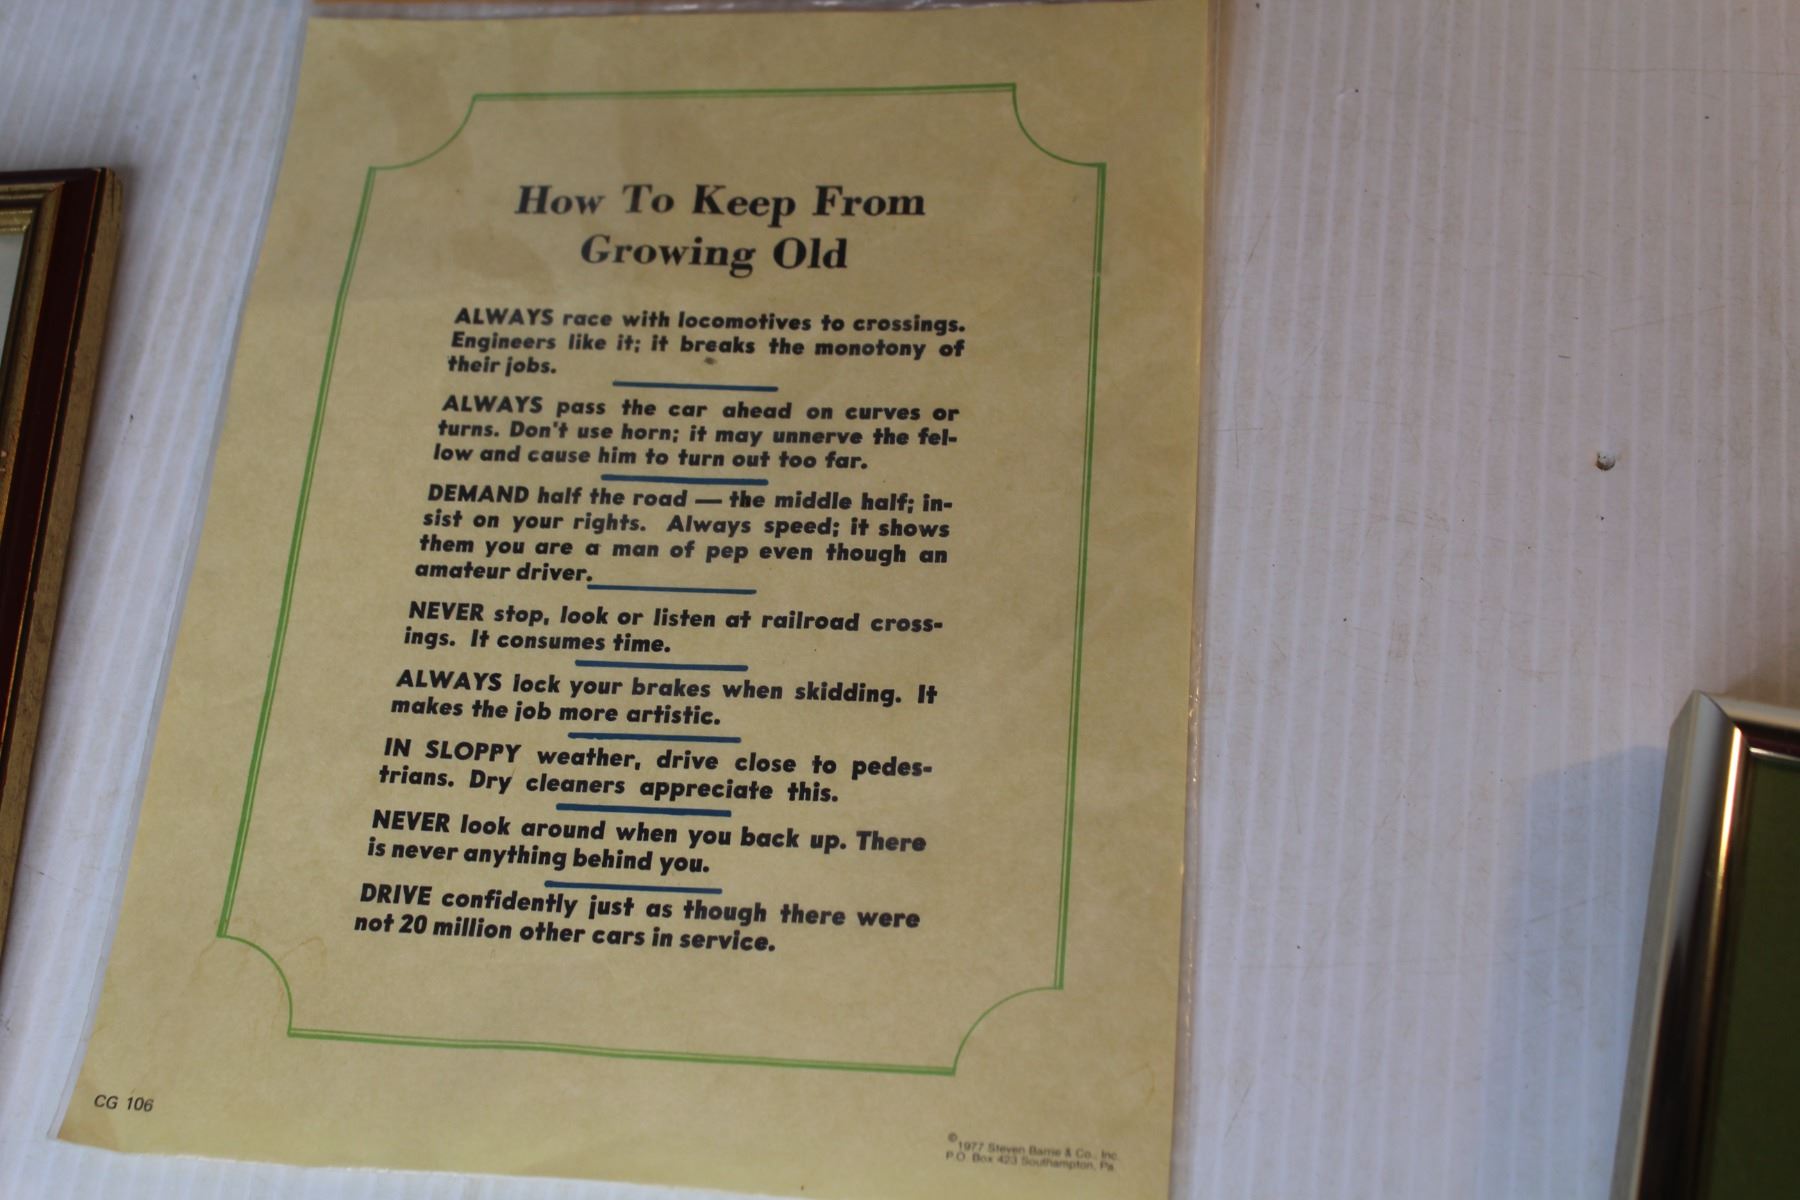 How To Keep From
Growing Old
ALWAYS race with locomotives to crossings.
Engineers like it; it breaks the monotony of
their jobs.
ALWAYS pass the car ahead on curves or
turns. Don't use horn; it may unnerve the fel-
low and cause him to turn out too far.
DEMAND half the road — the middle half; in-
sist on your rights. Always speed; it shows
them you are a man of pep even though an
amateur driver.
NEVER stop, look or listen at railroad cross-
ings. It consumes time.
ALWAYS lock your brakes when skidding. It
makes the job more artistic.
IN SLOPPY weather, drive close to pedes-
trians. Dry cleaners appreciate this.
NEVER look around when you back up. There
is never anything behind you.
DRIVE confidently just as though there were
not 20 million other cars in service.
CG 106
© 1977 Steven Barrie & Co., Inc.
P.O. Box 423 Southampton, Pa.